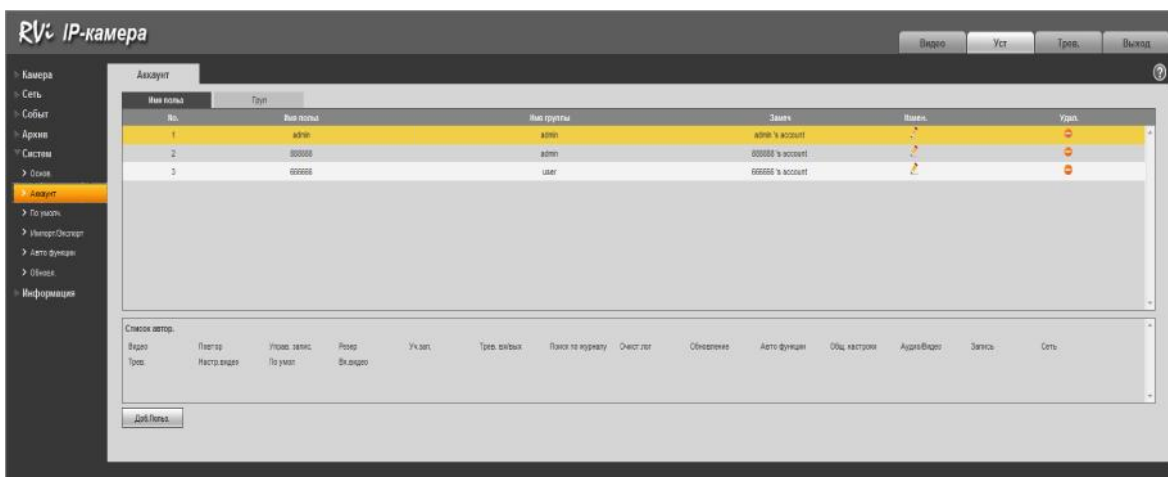 RVi IP-камера
Видео Уст Трев. Выход
Камера
Сеть
Событ
Архив
Систем
Основ.
Аккаунт
По умолч.
Импорт/Экспорт
Авто функции
Обновл.
Информация
Аккаунт
Имя польз Груп
No. Имя польз Имя группы Замеч Измен. Удал.
1 admin admin admin 's account
2 888888 admin 888888 's account
3 666666 user 666666 's account
Список автор.
Видео Повтор Управ. запис. Резер Уч.зап. Трев. вх/вых Поиск по журналу Очист.лог Обновление Авто функции Общ. настройк Аудио/Видео Запись Сеть
Трев. Настр.видео По умол Вх.видео
Доб.Польз.